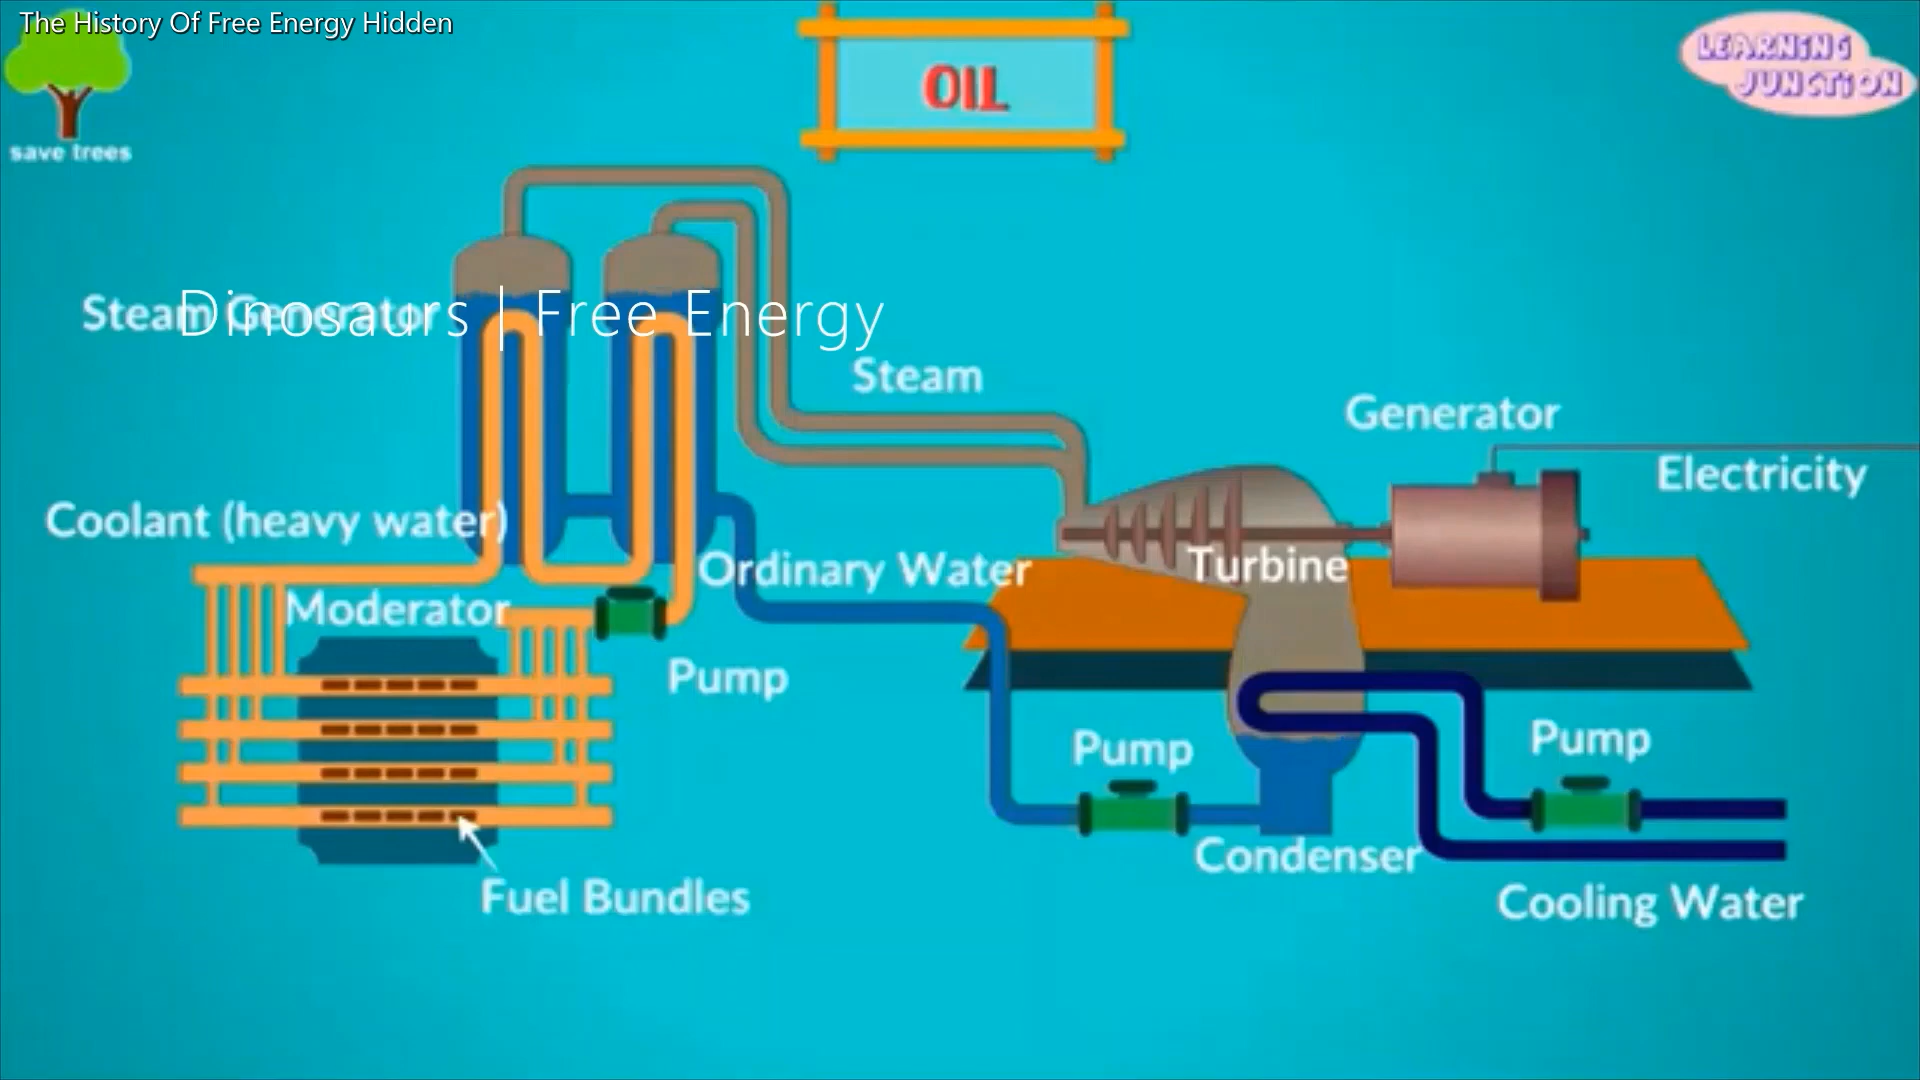 The History Of Free Energy Hidden
OIL
LEARNING
JUNCTION
save trees
Steam Generator
Dinosaurs | Free Energy
Steam
Generator
Electricity
Coolant (heavy water)
Ordinary Water
Turbine
Moderator
Pump
Pump
Pump
Condenser
Fuel Bundles
Cooling Water